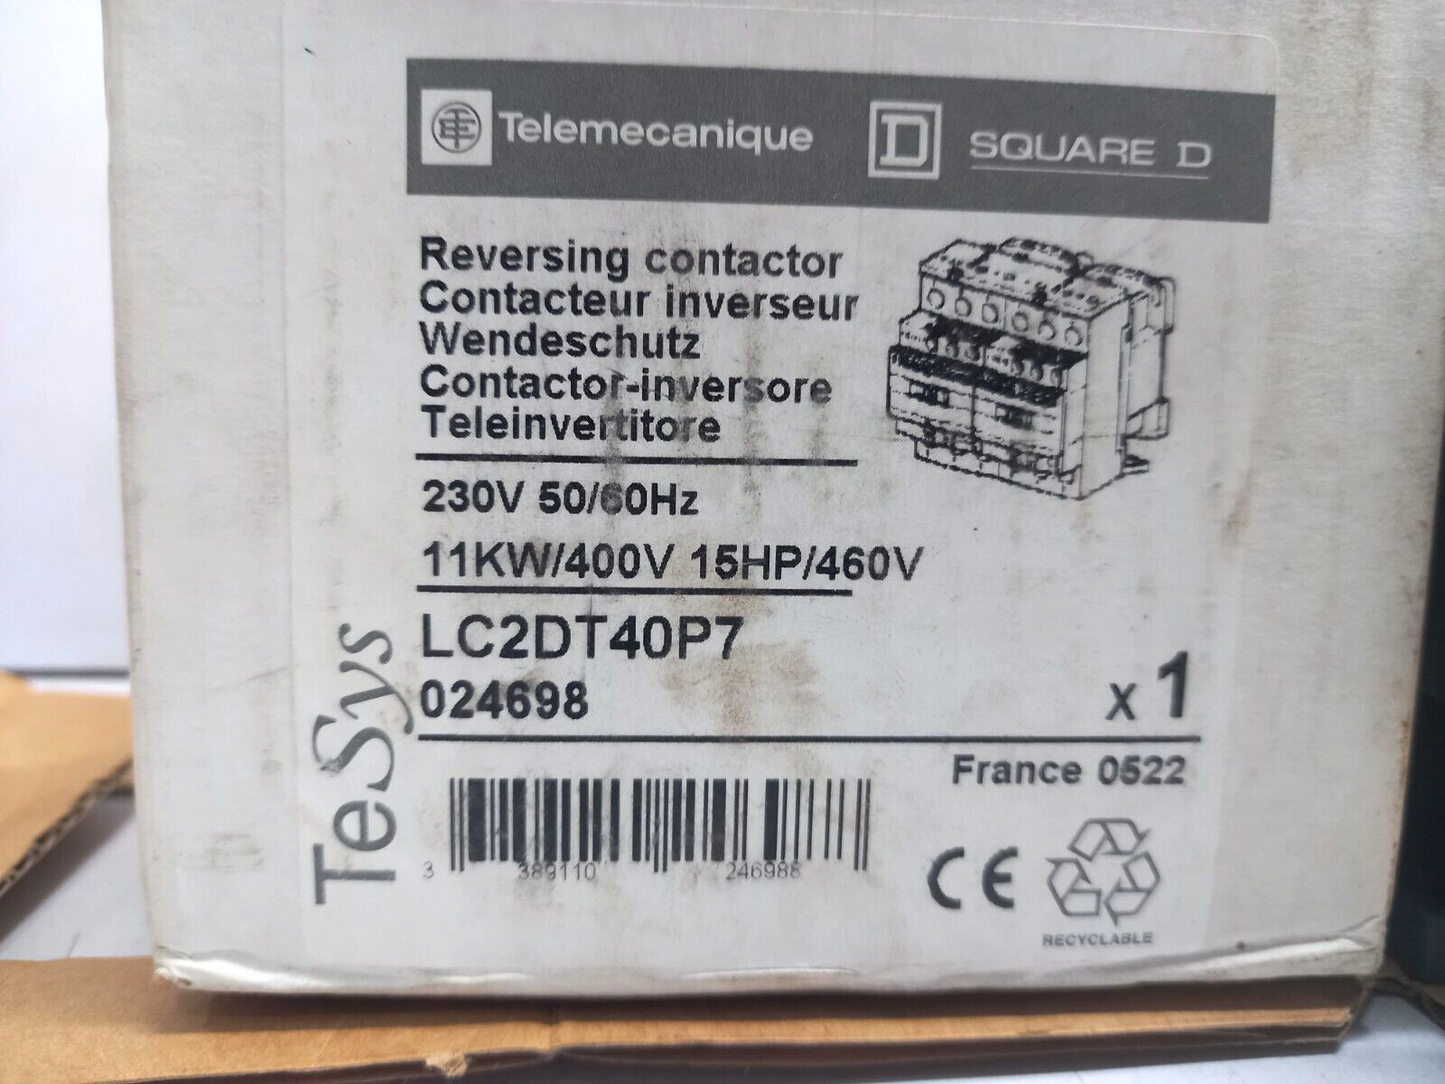 Telemecanique
D SQUARE D
Reversing contactor
Contacteur inverseur
Wendeschutz
Contactor-inversore
Teleinvertitore
230V 50/60Hz
11KW/400V 15HP/460V
LC2DT40P7
024698
x 1
France 0522
TeSys
3 389110 246988
CE
RECYCLABLE